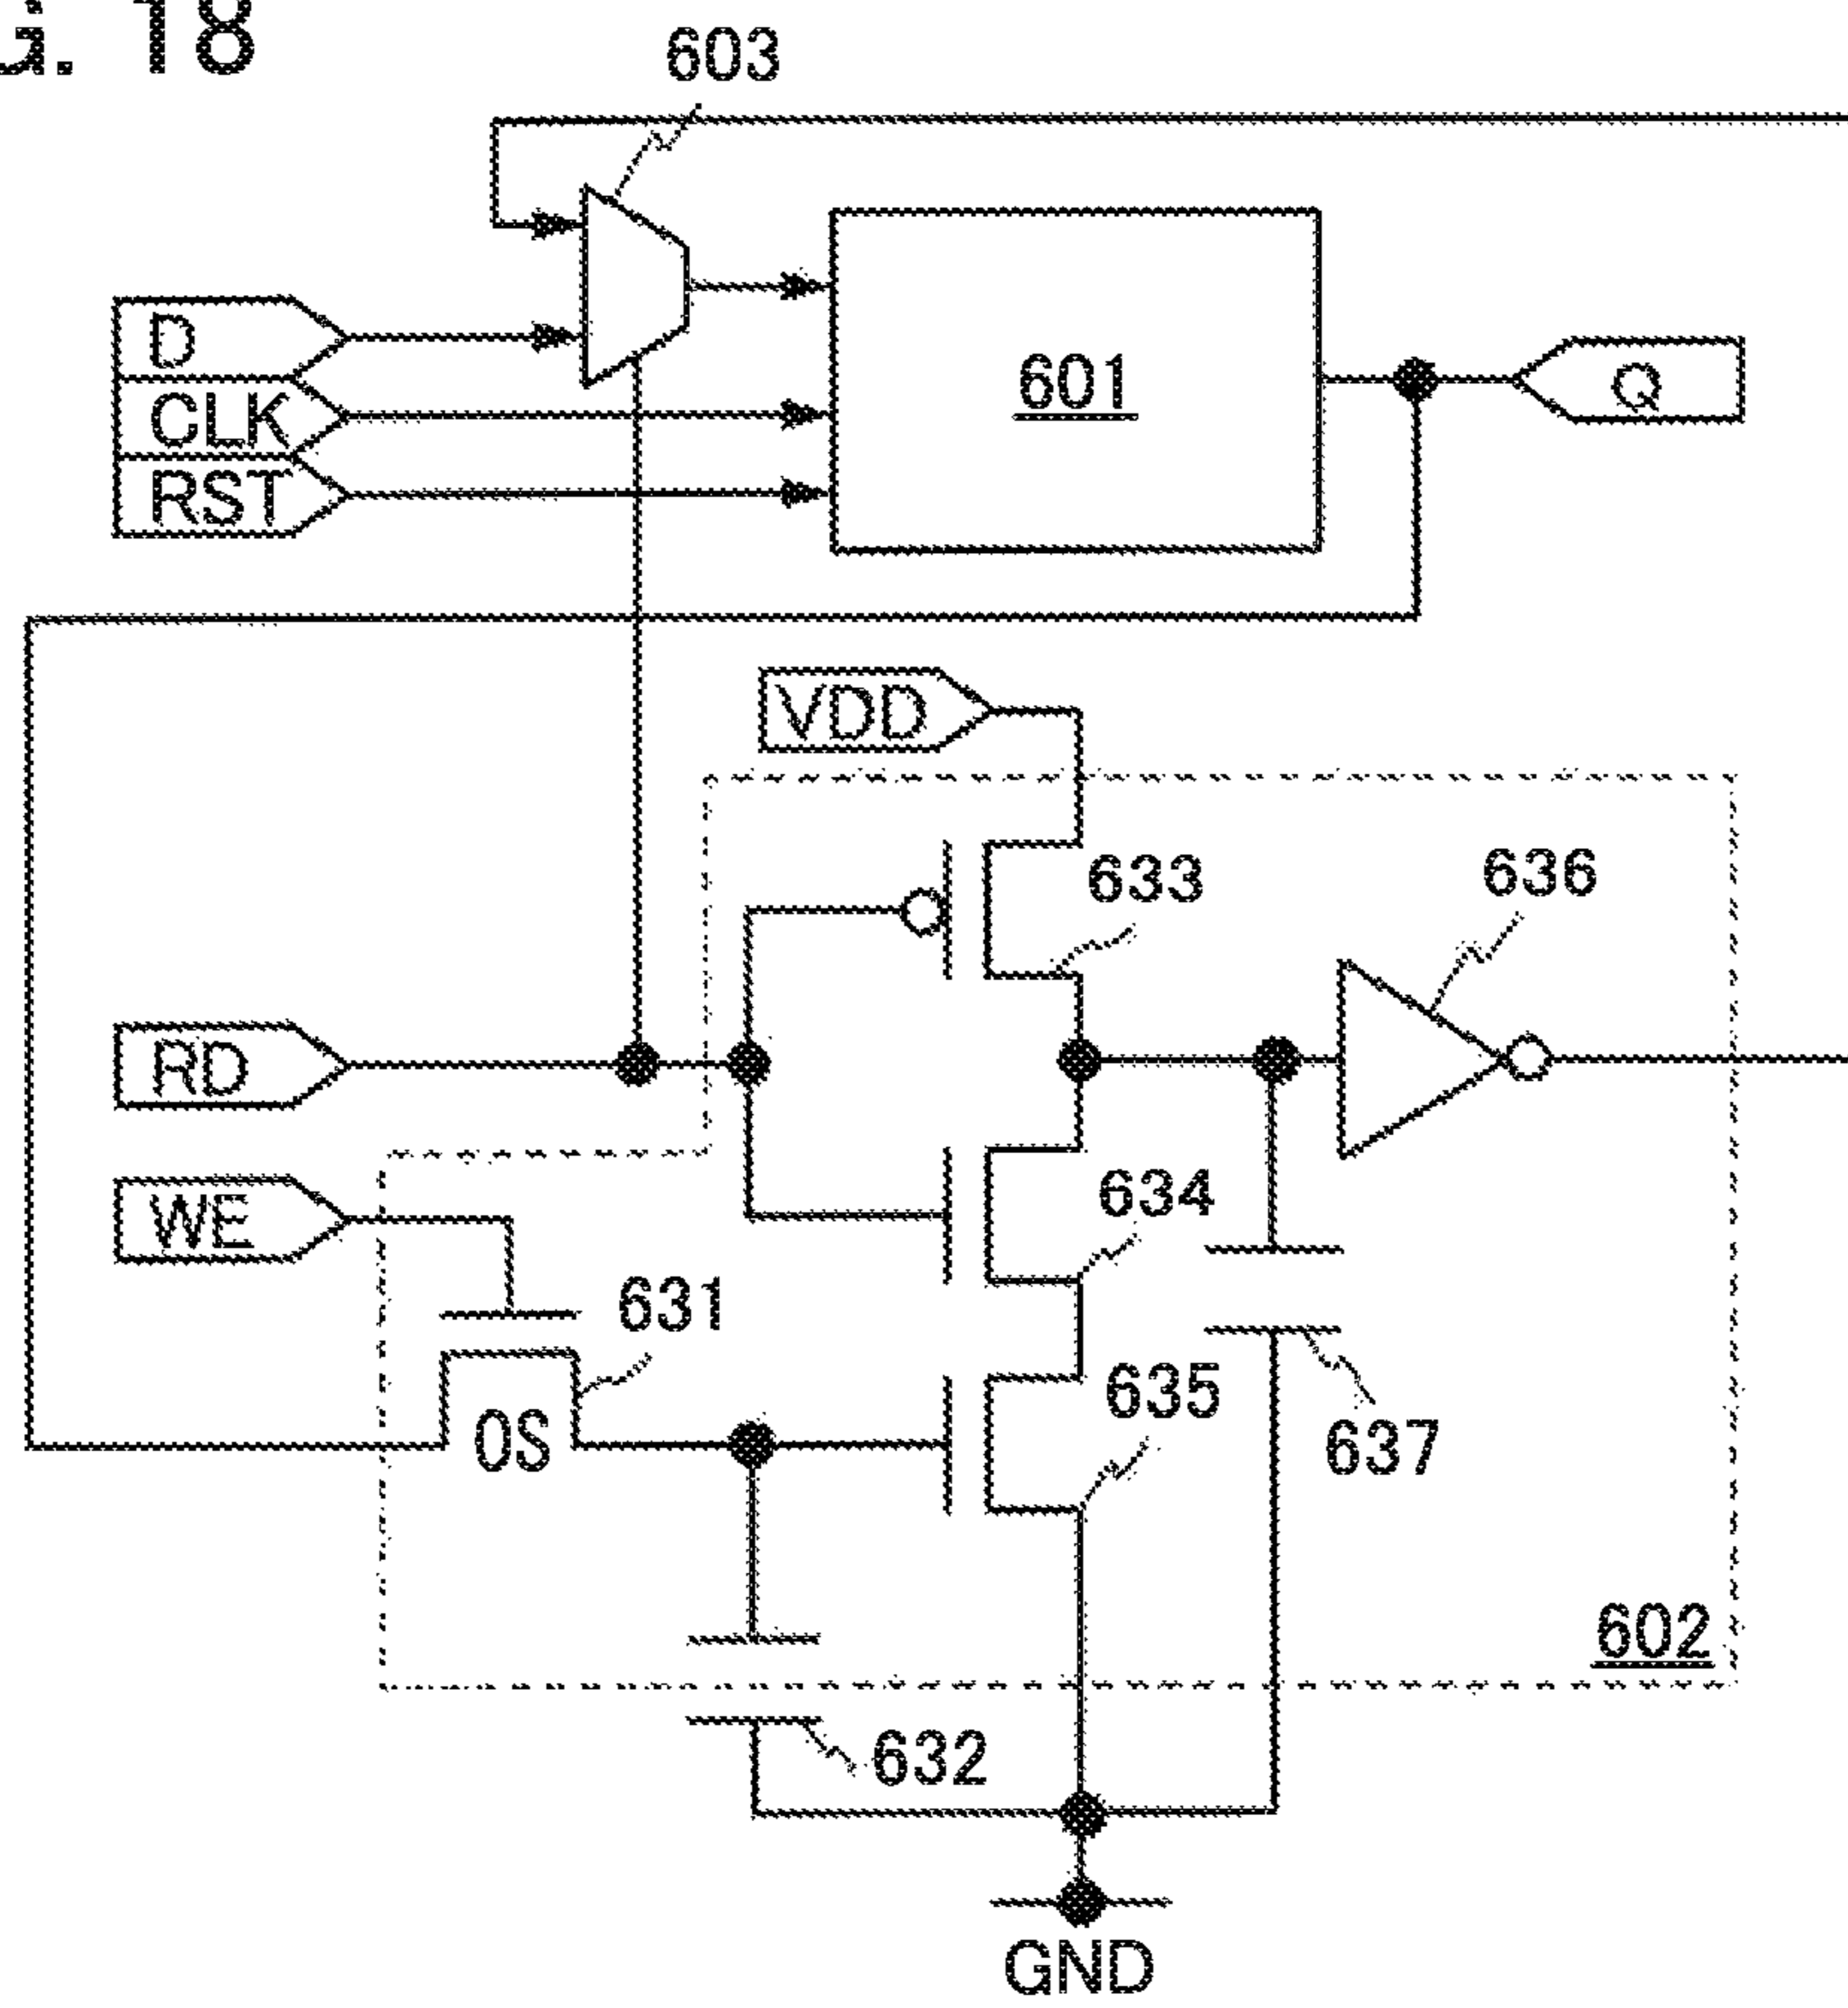 G. 18
603
D
CLK
RST
601
Q
VDD
633
636
RD
634
WE
631
OS
635
637
602
632
GND